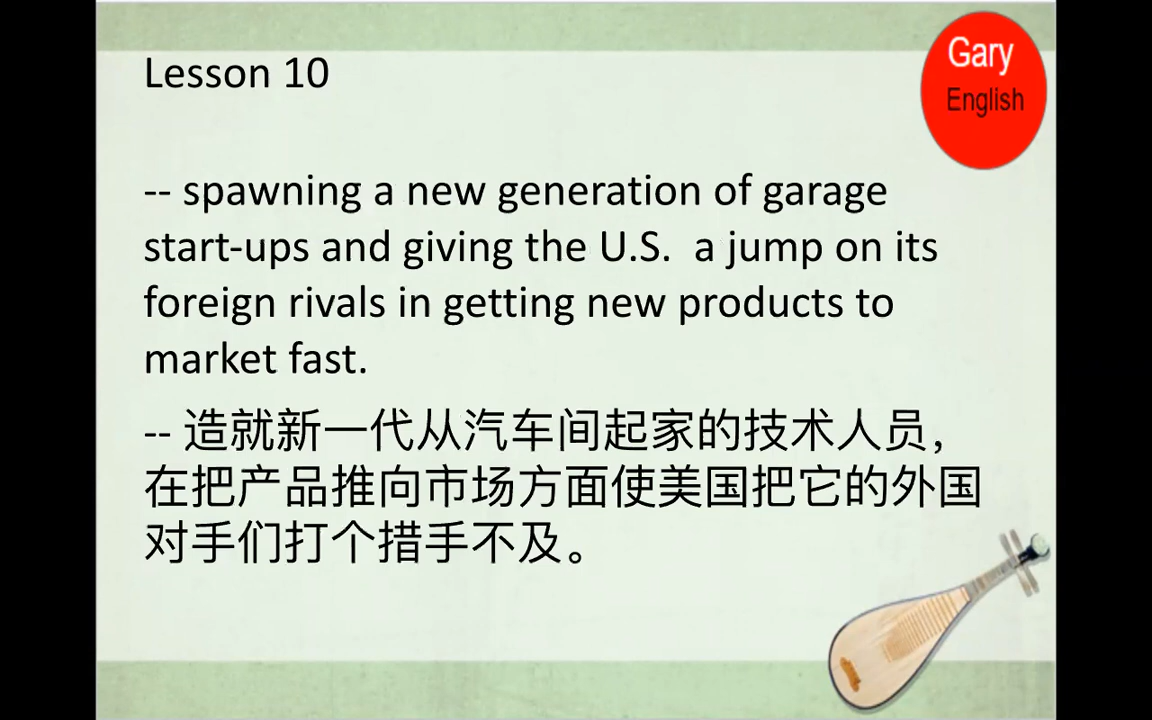 Lesson 10
Gary
English
-- spawning a new generation of garage
start-ups and giving the U.S.  a jump on its
foreign rivals in getting new products to
market fast.
-- 造就新一代从汽车间起家的技术人员，
在把产品推向市场方面使美国把它的外国
对手们打个措手不及。